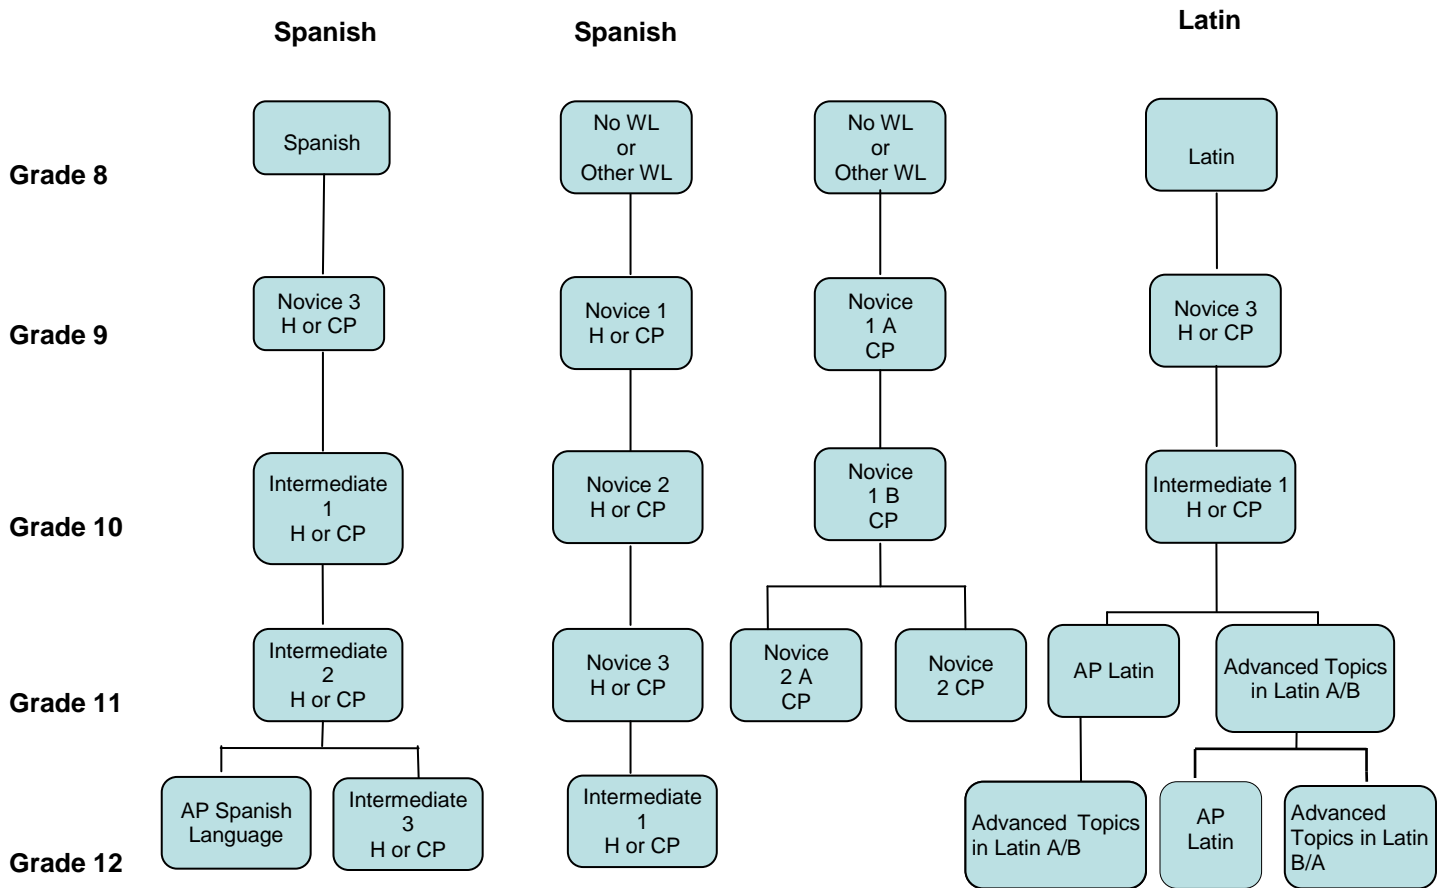 Spanish
Spanish
Latin
Grade 8
Spanish
No WL
or
Other WL
No WL
or
Other WL
Latin
Grade 9
Novice 3
H or CP
Novice 1
H or CP
Novice
1 A
CP
Novice 3
H or CP
Grade 10
Intermediate
1
H or CP
Novice 2
H or CP
Novice
1 B
CP
Intermediate 1
H or CP
Grade 11
Intermediate
2
H or CP
Novice 3
H or CP
Novice
2 A
CP
Novice
2 CP
AP Latin
Advanced Topics
in Latin A/B
Grade 12
AP Spanish
Language
Intermediate
3
H or CP
Intermediate
1
H or CP
Advanced Topics
in Latin A/B
AP
Latin
Advanced
Topics in Latin
B/A